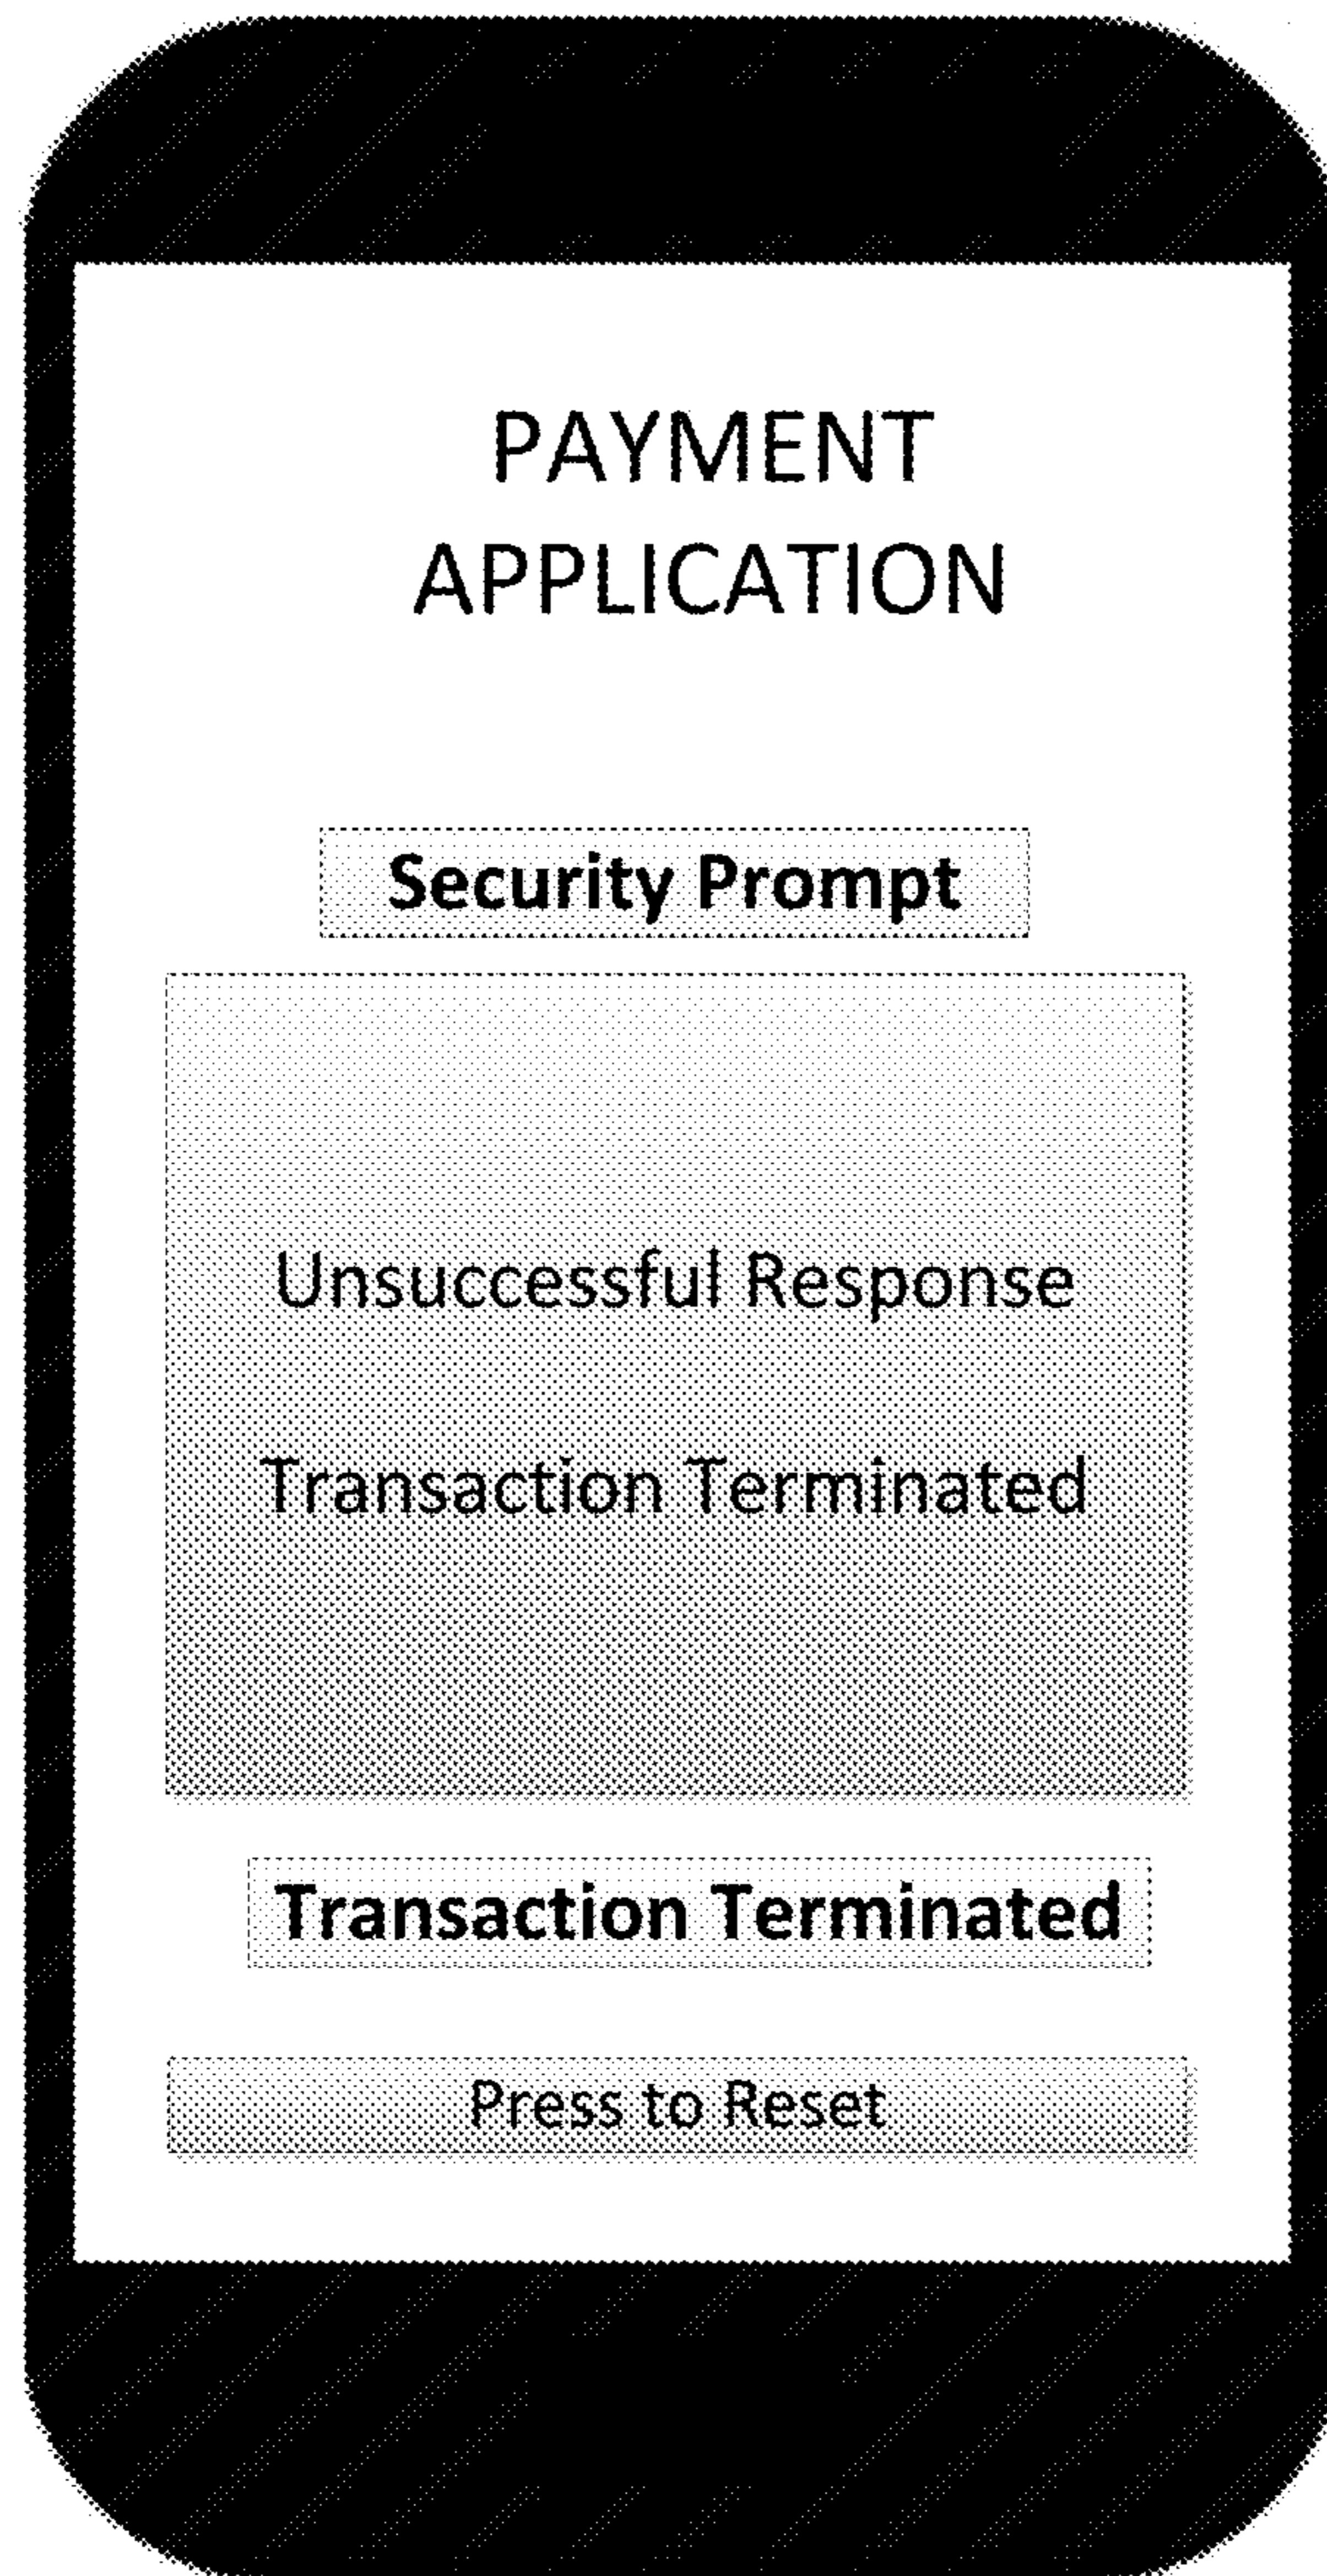 PAYMENT
APPLICATION
Security Prompt
Unsuccessful Response
Transaction Terminated
Transaction Terminated
Press to Reset